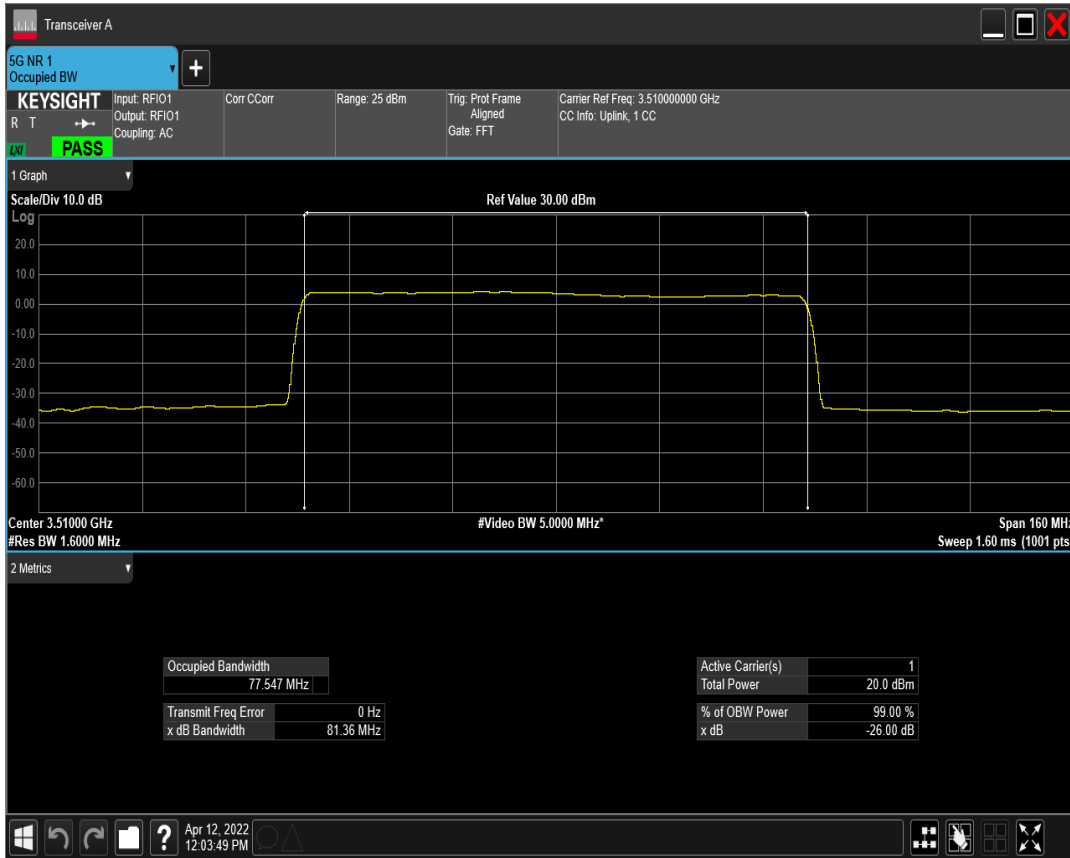 Transceiver A
5G NR 1
Occupied BW
KEYSIGHT
R T
LXI
PASS
Input: RFIO1
Output: RFIO1
Coupling: AC
Corr CCorr
Range: 25 dBm
Trig: Prot Frame
Aligned
Gate: FFT
Carrier Ref Freq: 3.510000000 GHz
CC Info: Uplink, 1 CC
1 Graph
Scale/Div 10.0 dB
Ref Value 30.00 dBm
Log
20.0
10.0
0.00
-10.0
-20.0
-30.0
-40.0
-50.0
-60.0
Center 3.51000 GHz
#Video BW 5.0000 MHz*
Span 160 MHz
#Res BW 1.6000 MHz
Sweep 1.60 ms (1001 pts
2 Metrics
Occupied Bandwidth
77.547 MHz
Transmit Freq Error 0 Hz
x dB Bandwidth 81.36 MHz
Active Carrier(s) 1
Total Power 20.0 dBm
% of OBW Power 99.00 %
x dB -26.00 dB
?
Apr 12, 2022
12:03:49 PM